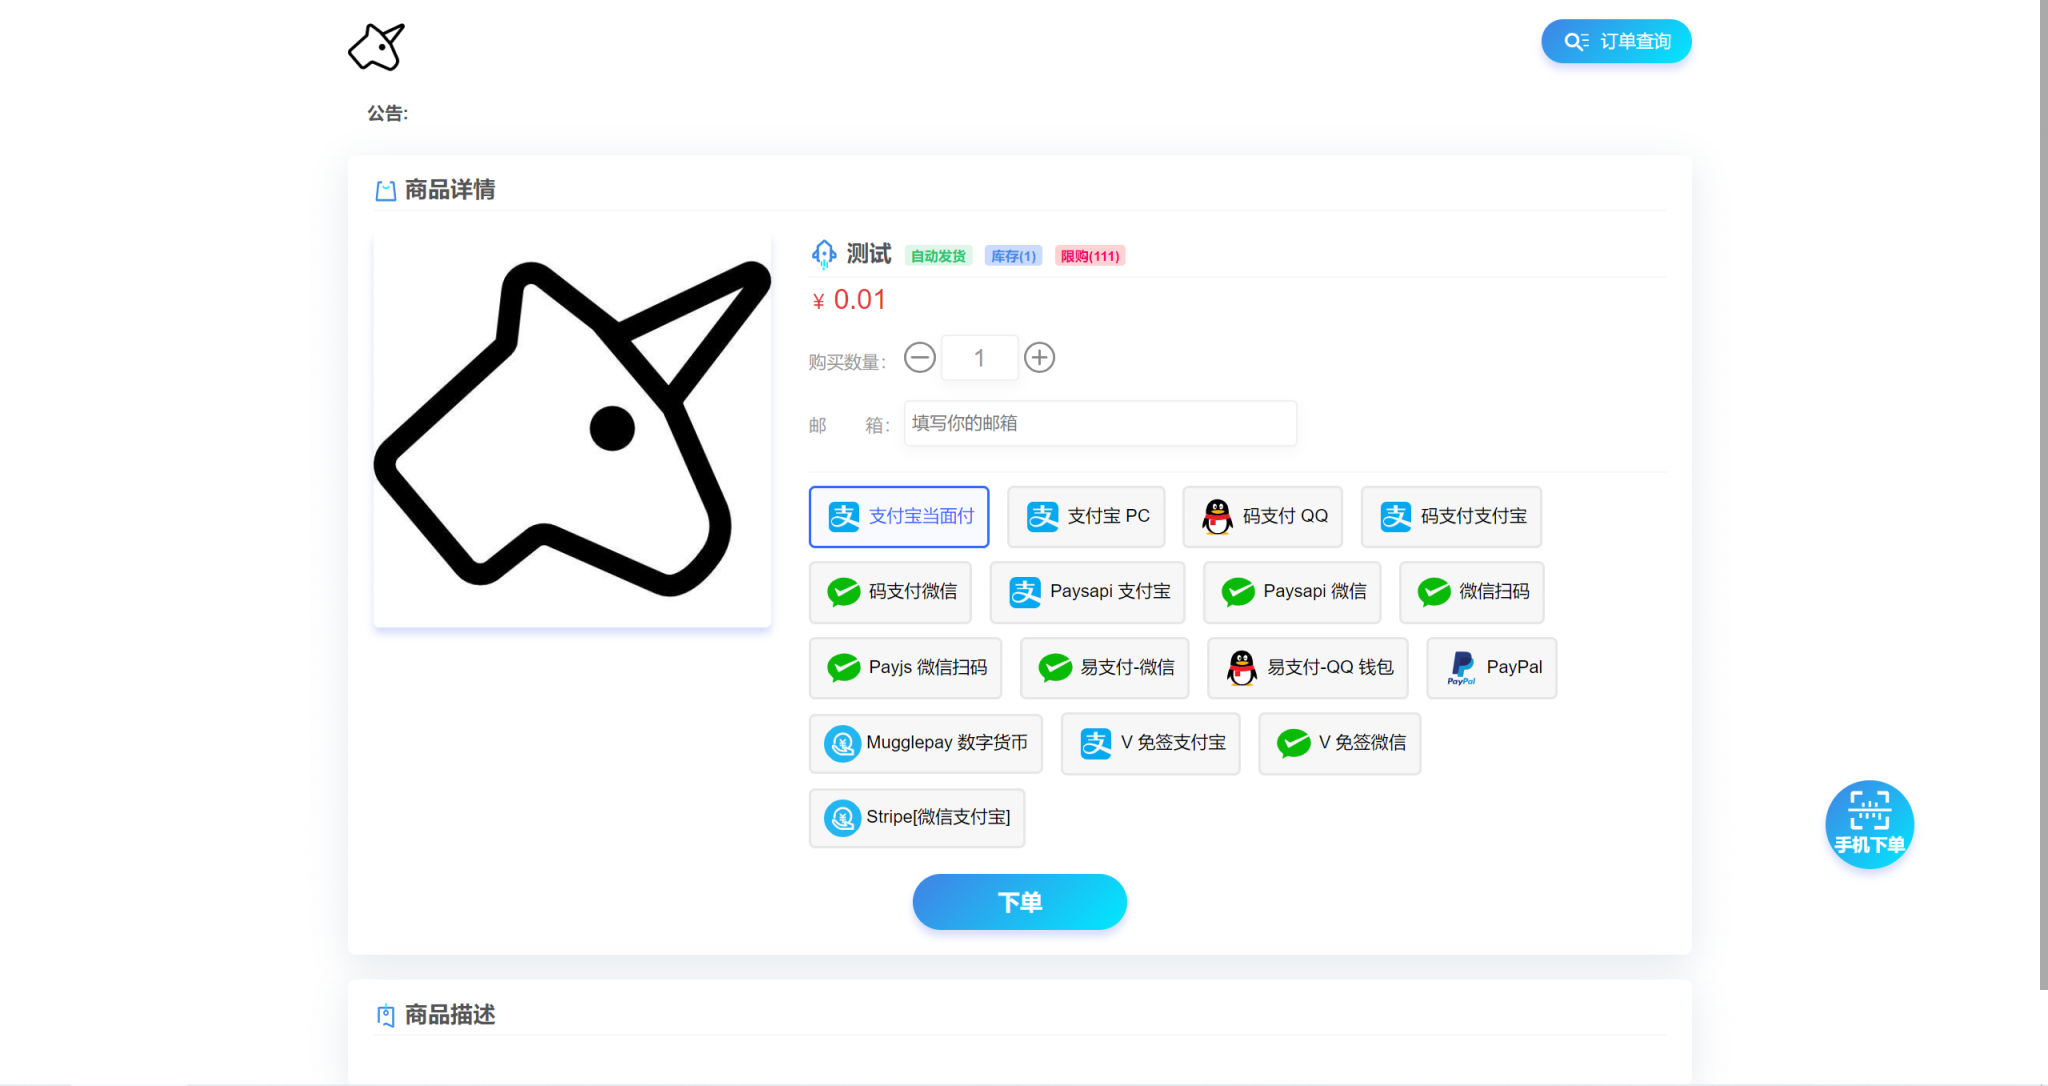 订单查询
公告:
商品详情
测试 自动发货 库存(1) 限购(111)
¥ 0.01
购买数量: 1
邮 箱: 填写你的邮箱
支付宝当面付 支付宝 PC 码支付 QQ 码支付支付宝
码支付微信 Paysapi 支付宝 Paysapi 微信 微信扫码
Payjs 微信扫码 易支付-微信 易支付-QQ 钱包 PayPal PayPal
Mugglepay 数字货币 V 免签支付宝 V 免签微信
Stripe[微信支付宝]
手机下单
下单
商品描述